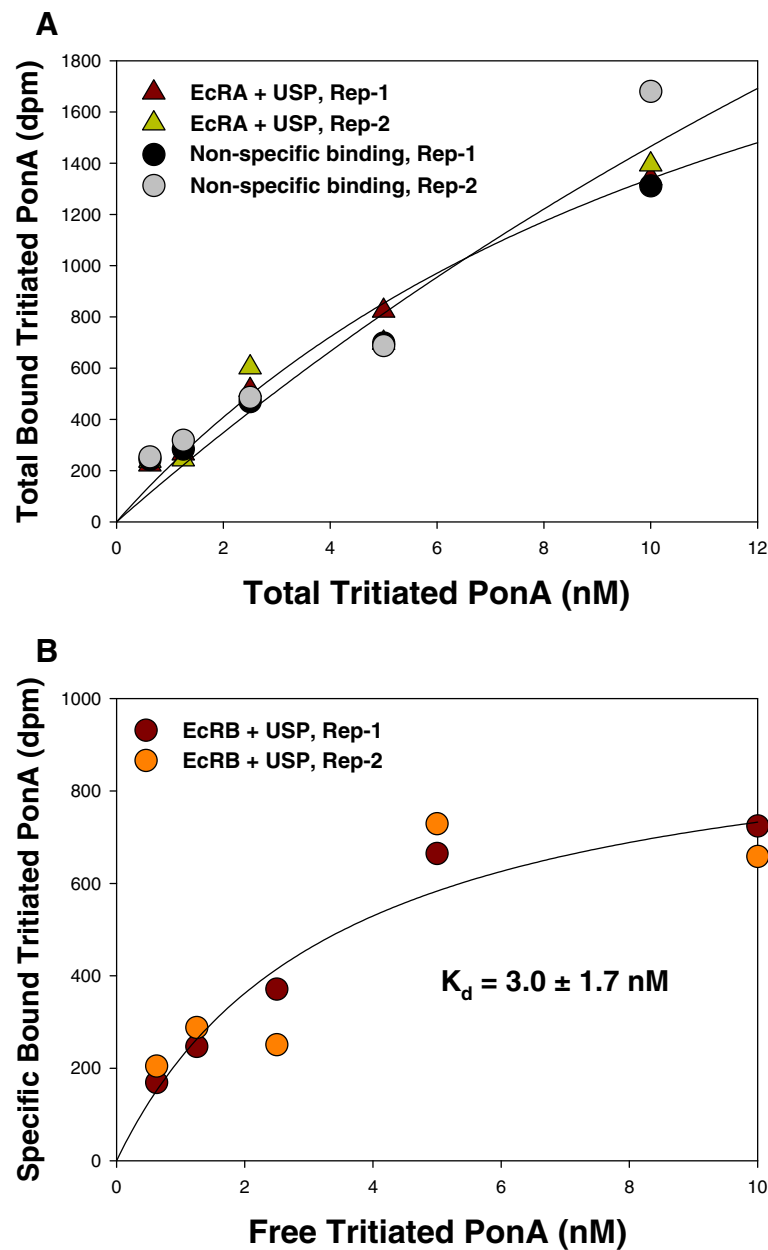 A
Total Bound Tritiated PonA (dpm)
1800
1600
1400
1200
1000
800
600
400
200
0
EcRA + USP, Rep-1
EcRA + USP, Rep-2
Non-specific binding, Rep-1
Non-specific binding, Rep-2
0 2 4 6 8 10 12
Total Tritiated PonA (nM)
B
Specific Bound Tritiated PonA (dpm)
1000
800
600
400
200
0
EcRB + USP, Rep-1
EcRB + USP, Rep-2
Kd = 3.0 ± 1.7 nM
0 2 4 6 8 10
Free Tritiated PonA (nM)